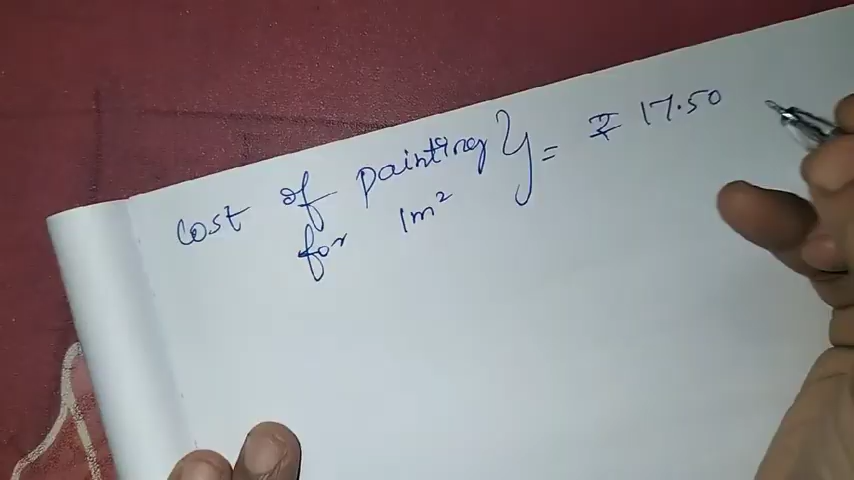 Cost of painting } = ₹ 17.50
for 1m²